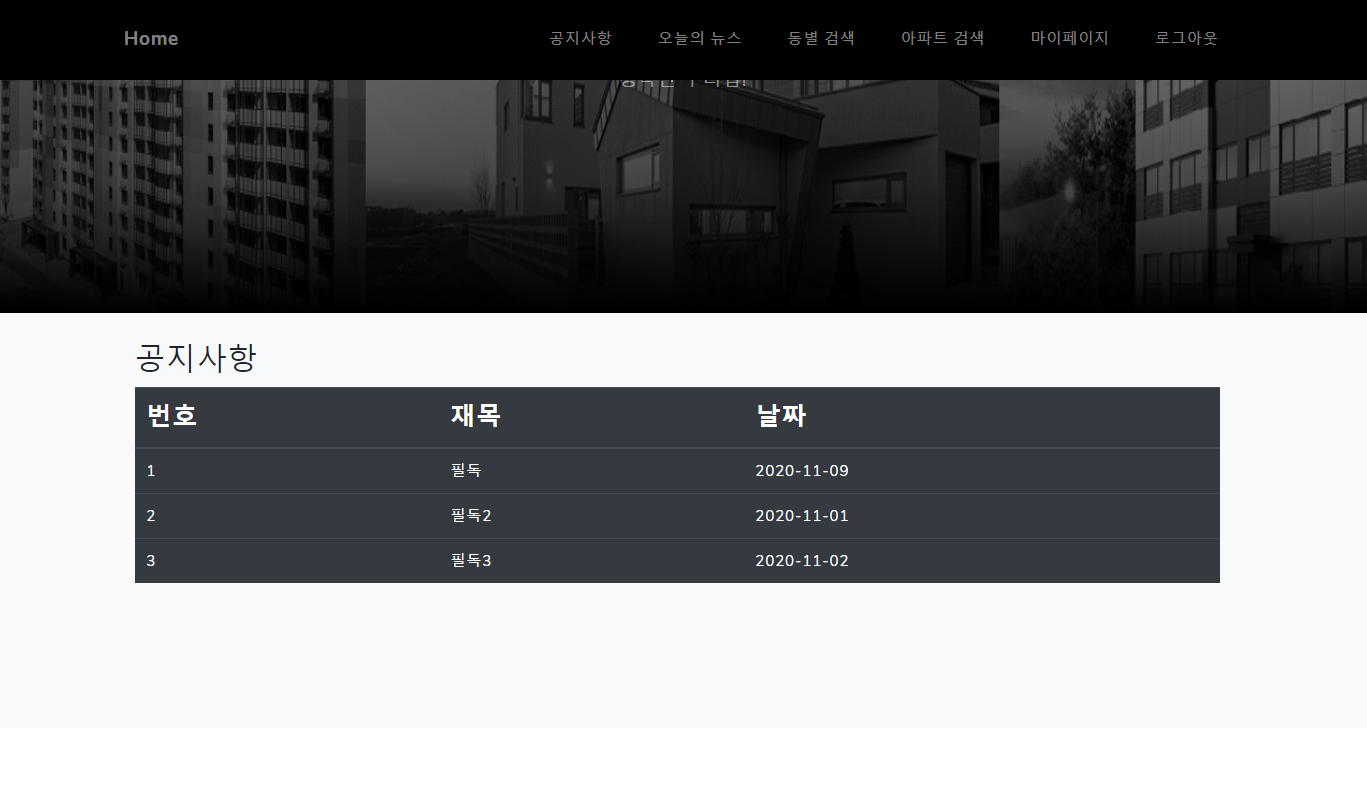 Home 공지사항 오늘의 뉴스 동별 검색 아파트 검색 마이페이지 로그아웃
공지사항
번호 재목 날짜
1 필독 2020-11-09
2 필독2 2020-11-01
3 필독3 2020-11-02